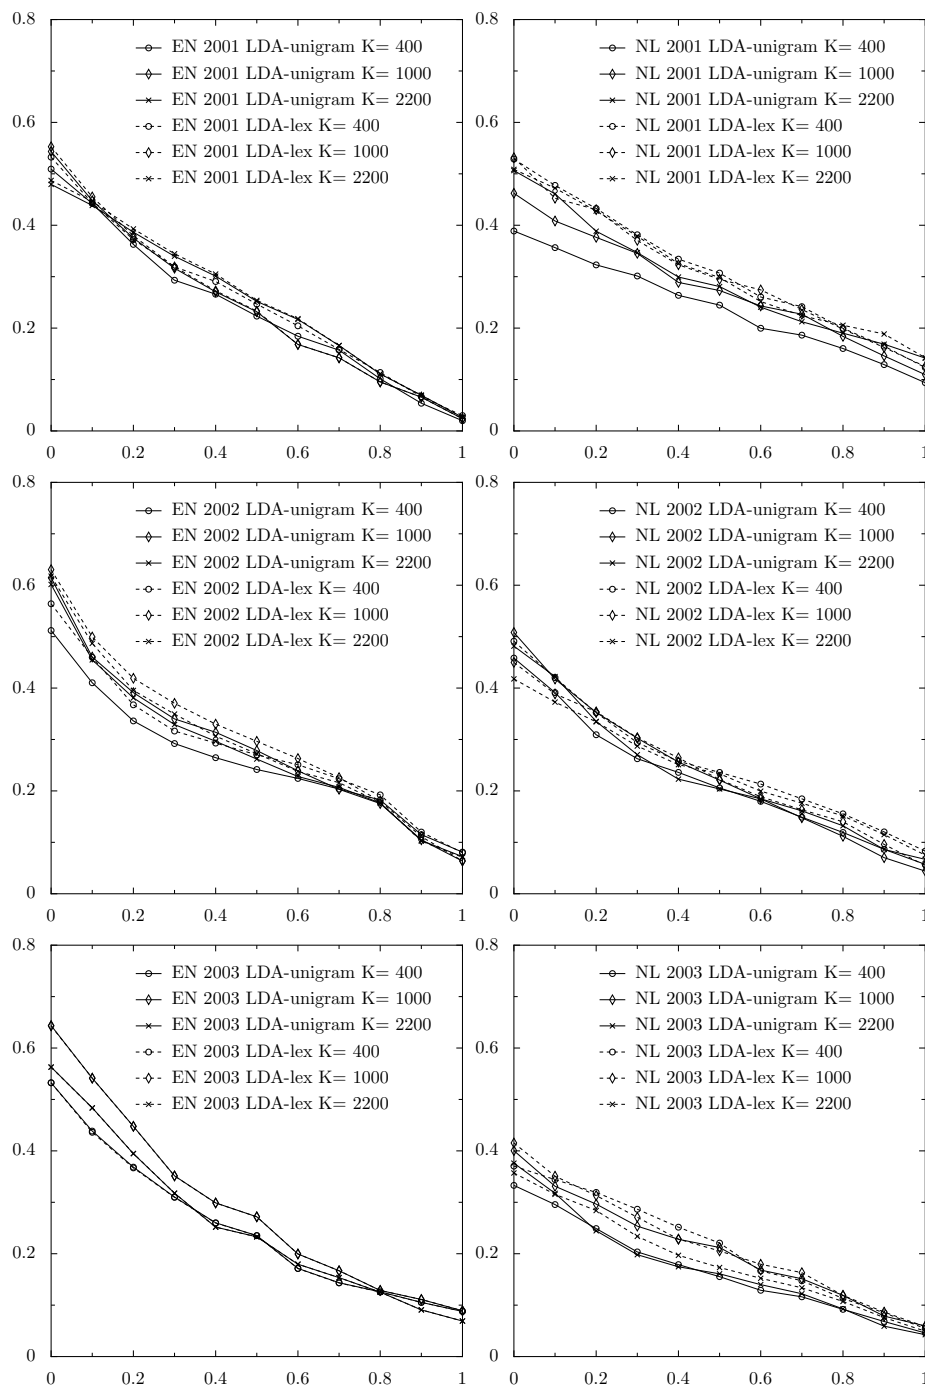 0.8
EN 2001 LDA-unigram K= 400
EN 2001 LDA-unigram K= 1000
EN 2001 LDA-unigram K= 2200
EN 2001 LDA-lex K= 400
EN 2001 LDA-lex K= 1000
EN 2001 LDA-lex K= 2200
0.6
0.4
0.2
0
0 0.2 0.4 0.6 0.8 1
NL 2001 LDA-unigram K= 400
NL 2001 LDA-unigram K= 1000
NL 2001 LDA-unigram K= 2200
NL 2001 LDA-lex K= 400
NL 2001 LDA-lex K= 1000
NL 2001 LDA-lex K= 2200
0.8
0.6
0.4
0.2
0
0 0.2 0.4 0.6 0.8 1
0.8
EN 2002 LDA-unigram K= 400
EN 2002 LDA-unigram K= 1000
EN 2002 LDA-unigram K= 2200
EN 2002 LDA-lex K= 400
EN 2002 LDA-lex K= 1000
EN 2002 LDA-lex K= 2200
0.6
0.4
0.2
0
0 0.2 0.4 0.6 0.8 1
NL 2002 LDA-unigram K= 400
NL 2002 LDA-unigram K= 1000
NL 2002 LDA-unigram K= 2200
NL 2002 LDA-lex K= 400
NL 2002 LDA-lex K= 1000
NL 2002 LDA-lex K= 2200
0.8
0.6
0.4
0.2
0
0 0.2 0.4 0.6 0.8 1
0.8
EN 2003 LDA-unigram K= 400
EN 2003 LDA-unigram K= 1000
EN 2003 LDA-unigram K= 2200
EN 2003 LDA-lex K= 400
EN 2003 LDA-lex K= 1000
EN 2003 LDA-lex K= 2200
0.6
0.4
0.2
0
0 0.2 0.4 0.6 0.8 1
NL 2003 LDA-unigram K= 400
NL 2003 LDA-unigram K= 1000
NL 2003 LDA-unigram K= 2200
NL 2003 LDA-lex K= 400
NL 2003 LDA-lex K= 1000
NL 2003 LDA-lex K= 2200
0.8
0.6
0.4
0.2
0
0 0.2 0.4 0.6 0.8 1